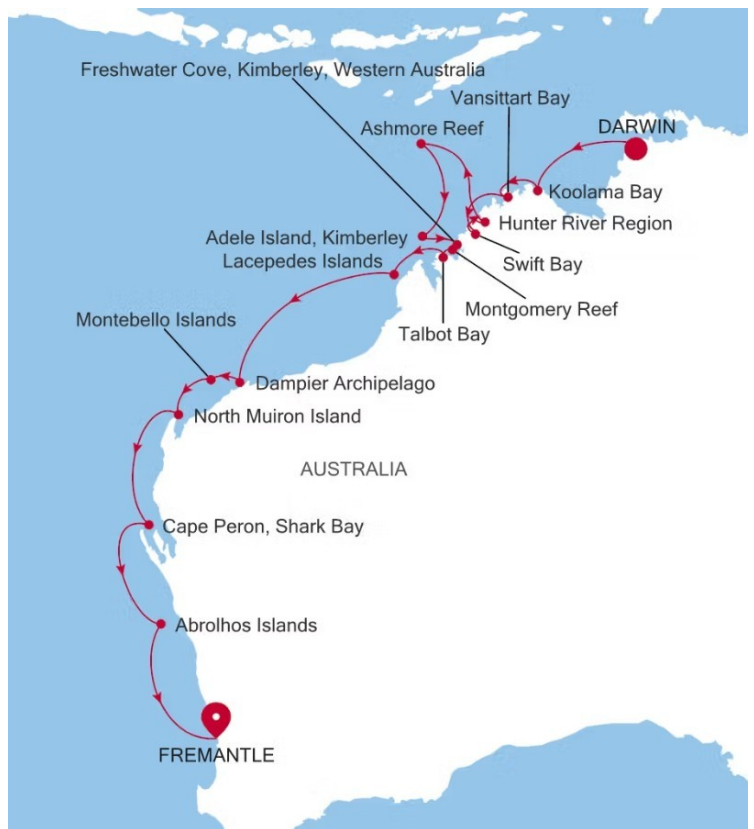 Freshwater Cove, Kimberley, Western Australia
Vansittart Bay
Ashmore Reef
DARWIN
Koolama Bay
Hunter River Region
Adele Island, Kimberley
Lacepedes Islands
Swift Bay
Montgomery Reef
Montebello Islands
Talbot Bay
Dampier Archipelago
North Muiron Island
AUSTRALIA
Cape Peron, Shark Bay
Abrolhos Islands
FREMANTLE